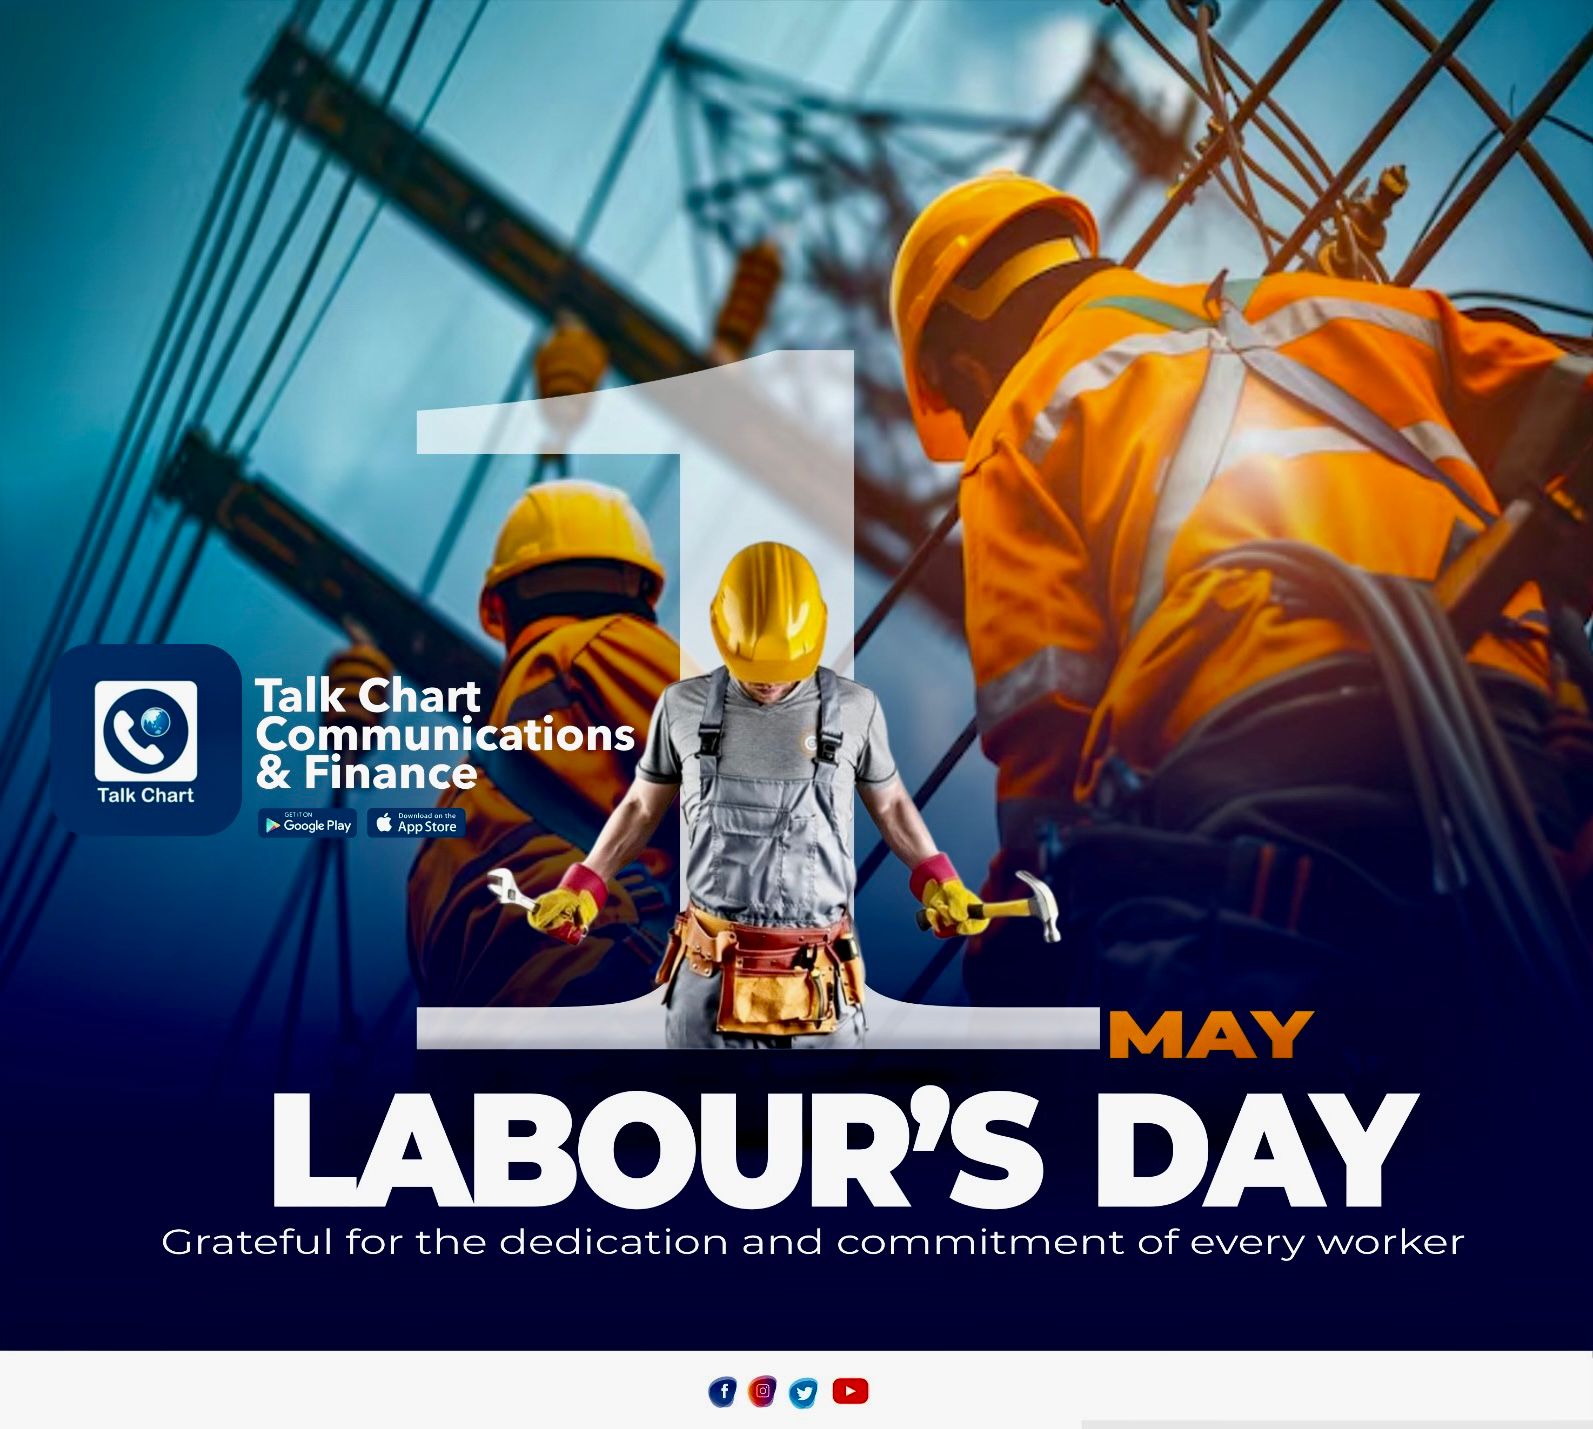 1
Talk Chart
Talk Chart
Communications
& Finance
GET IT ON
Google Play
Download on the
App Store
MAY
LABOUR’S DAY
Grateful for the dedication and commitment of every worker